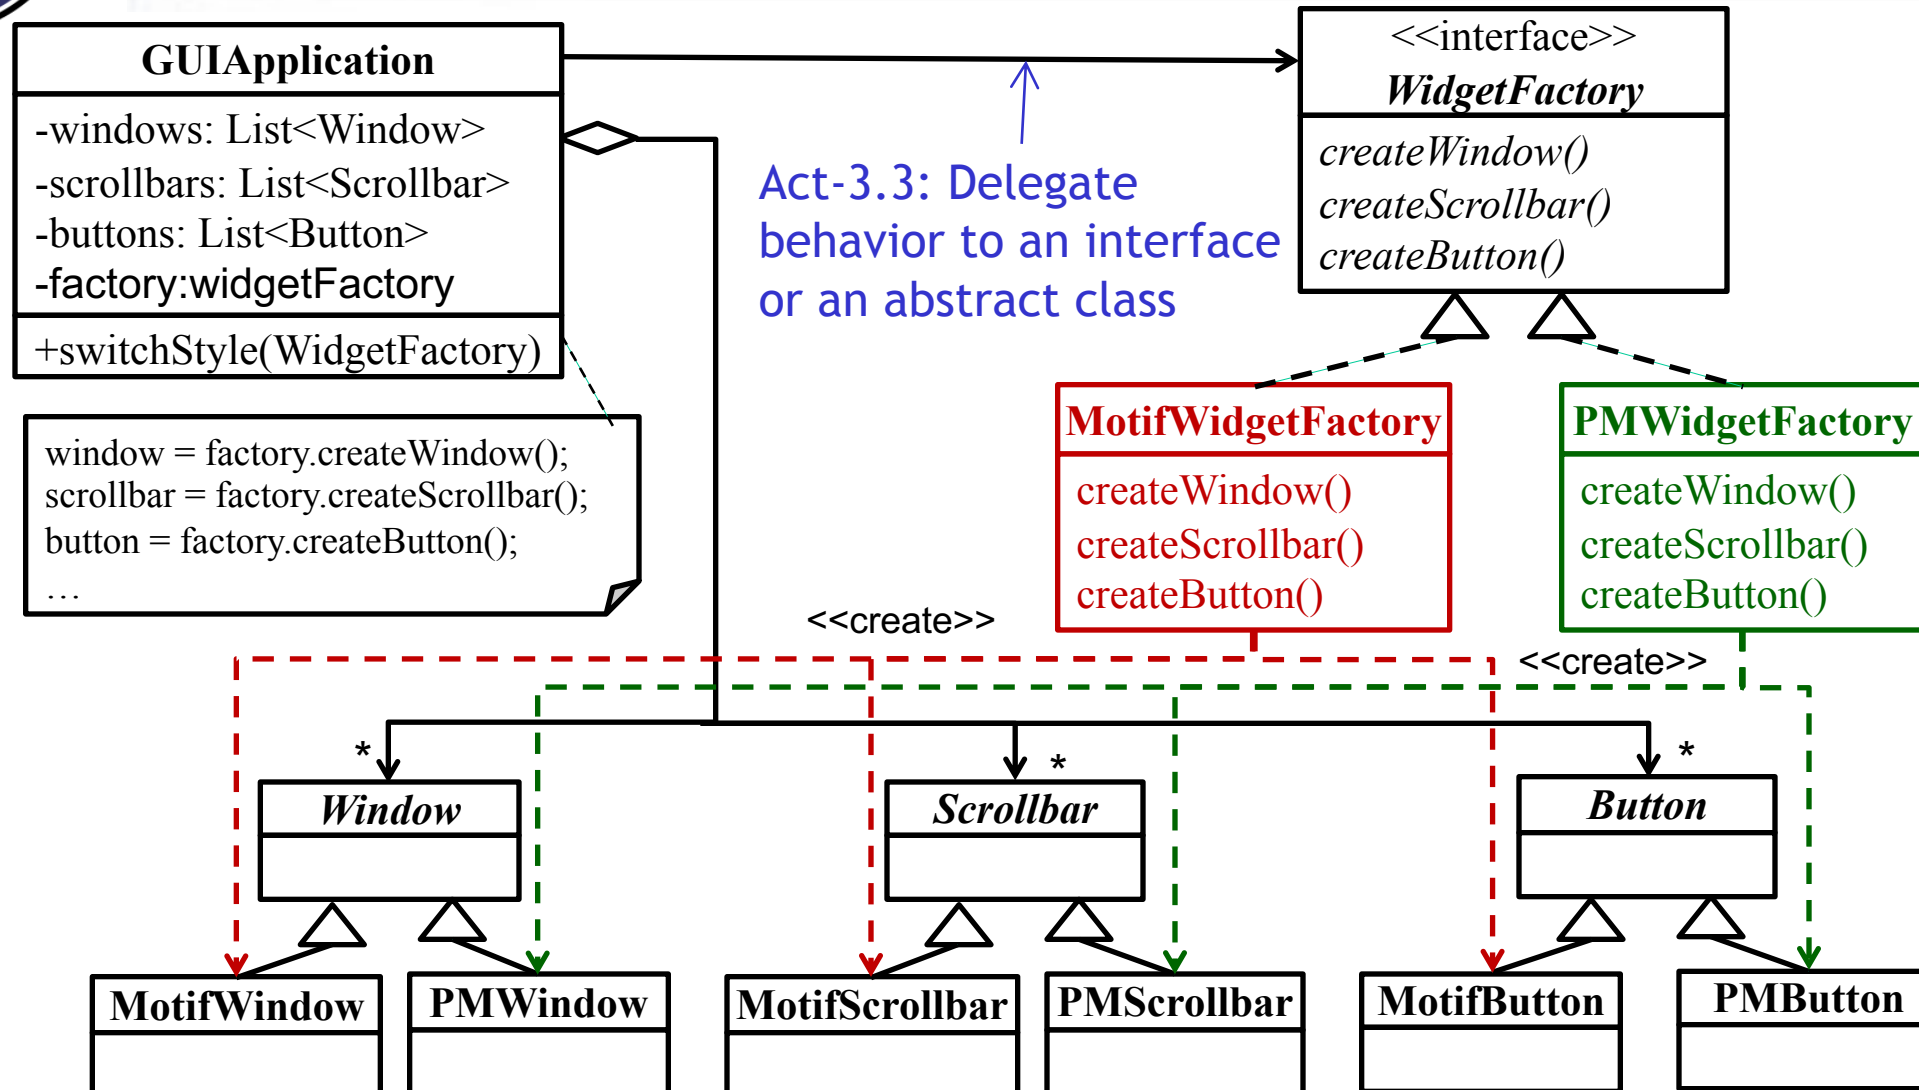 GUIApplication
-windows: List<Window>
-scrollbars: List<Scrollbar>
-buttons: List<Button>
-factory:widgetFactory
+switchStyle(WidgetFactory)
<<interface>>
WidgetFactory
createWindow()
createScrollbar()
createButton()
Act-3.3: Delegate
behavior to an interface
or an abstract class
window = factory.createWindow();
scrollbar = factory.createScrollbar();
button = factory.createButton();
…
MotifWidgetFactory
createWindow()
createScrollbar()
createButton()
PMWidgetFactory
createWindow()
createScrollbar()
createButton()
<<create>>
<<create>>
*
*
*
Window
Scrollbar
Button
MotifWindow
PMWindow
MotifScrollbar
PMScrollbar
MotifButton
PMButton